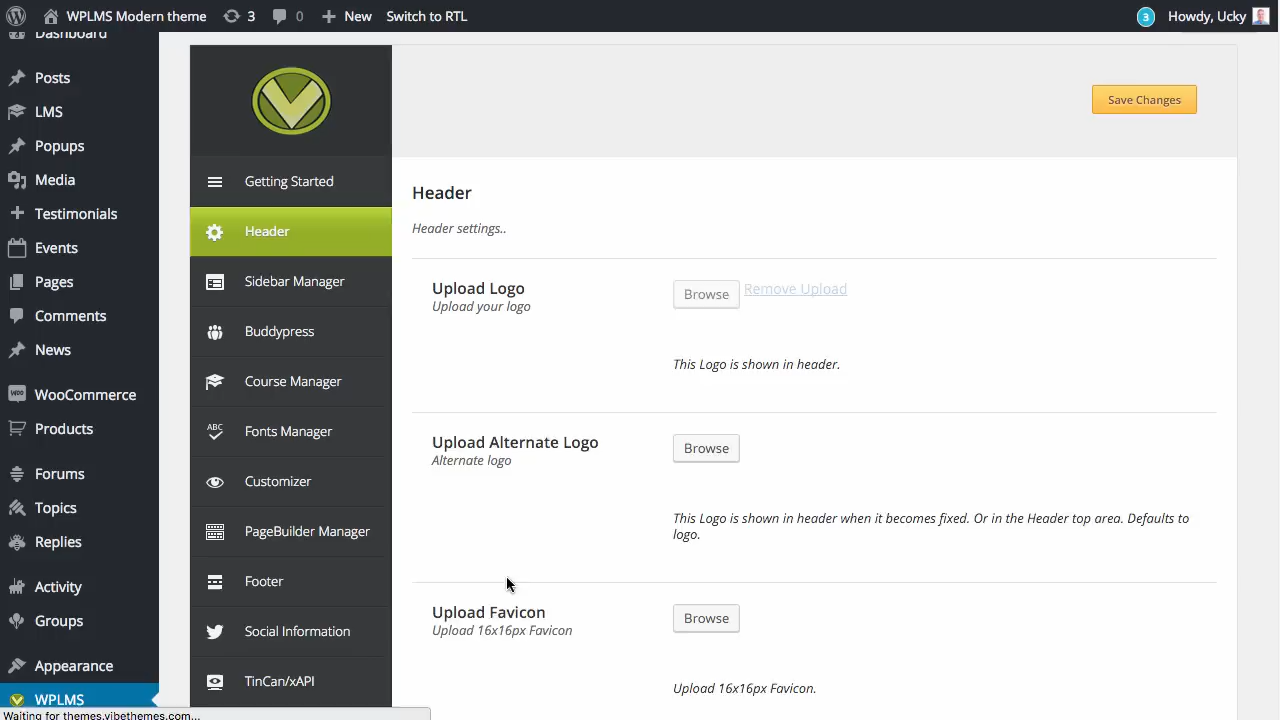 WPLMS Modern theme 3 0 New Switch to RTL 3 Howdy, Ucky
Dashboard
Posts
LMS
Popups
Media
Testimonials
Events
Pages
Comments
News
WooCommerce
Products
Forums
Topics
Replies
Activity
Groups
Appearance
WPLMS
Waiting for themes.vibethemes.com...
Getting Started
Header
Sidebar Manager
Buddypress
Course Manager
ABC Fonts Manager
Customizer
PageBuilder Manager
Footer
Social Information
TinCan/xAPI
Save Changes
Header
Header settings..
Upload Logo
Upload your logo
Browse Remove Upload
This Logo is shown in header.
Upload Alternate Logo
Alternate logo
Browse
This Logo is shown in header when it becomes fixed. Or in the Header top area. Defaults to
logo.
Upload Favicon
Upload 16x16px Favicon
Browse
Upload 16x16px Favicon.